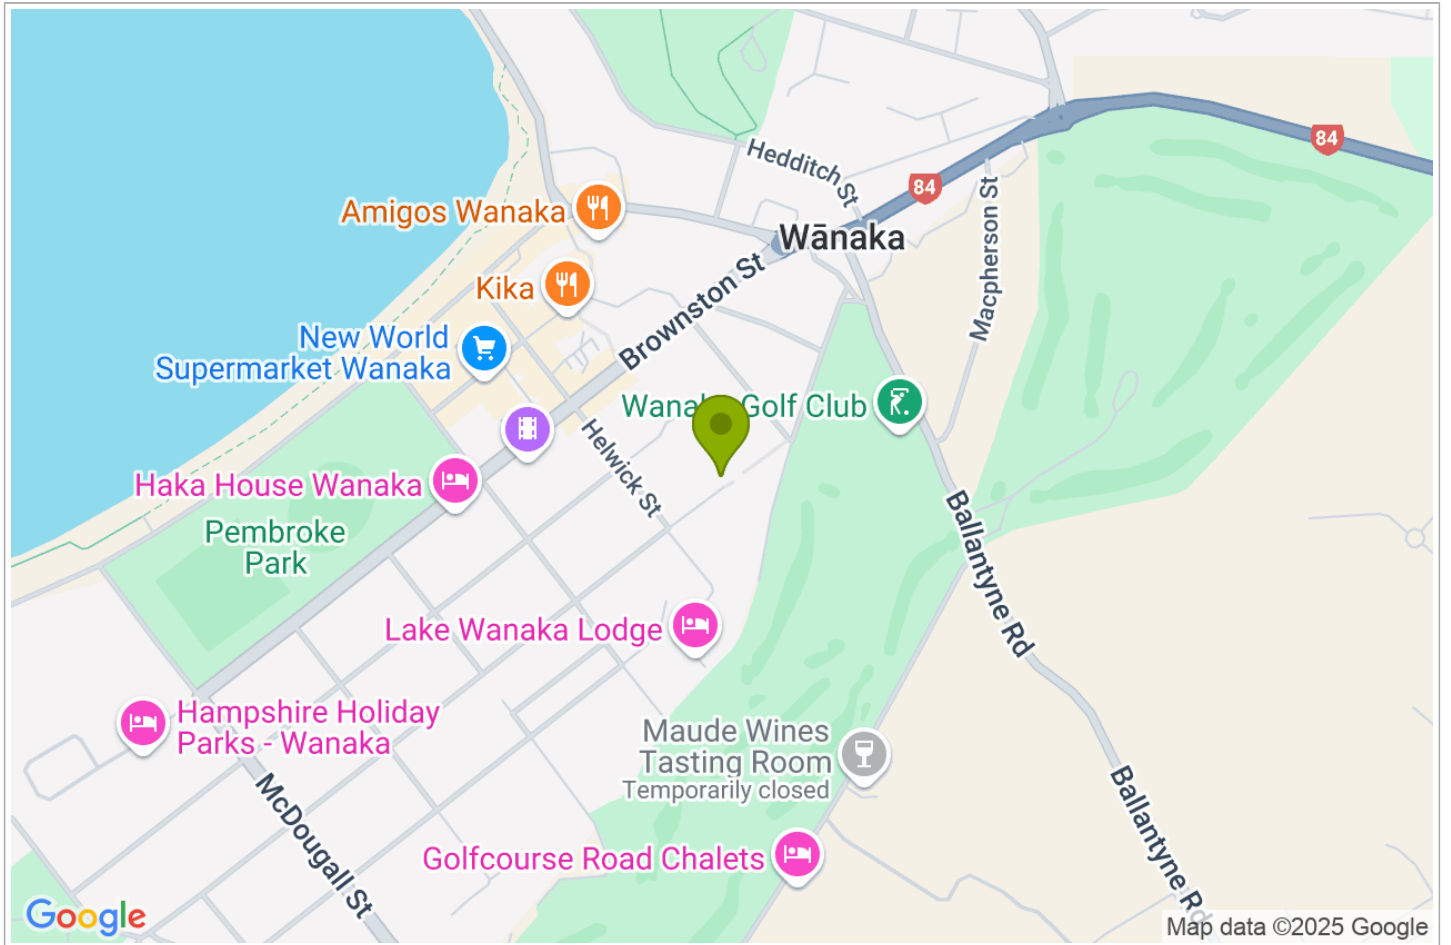 Hedditch St
84
84
Macpherson St
Amigos Wanaka
Wānaka
Kika
Brownston St
New World
Supermarket Wanaka
Wanaka Golf Club
Helwick St
Haka House Wanaka
Pembroke
Park
Ballantyne Rd
Lake Wanaka Lodge
Hampshire Holiday
Parks - Wanaka
Maude Wines
Tasting Room
Temporarily closed
McDougall St
Ballantyne Rd
Golfcourse Road Chalets
Google
Map data ©2025 Google